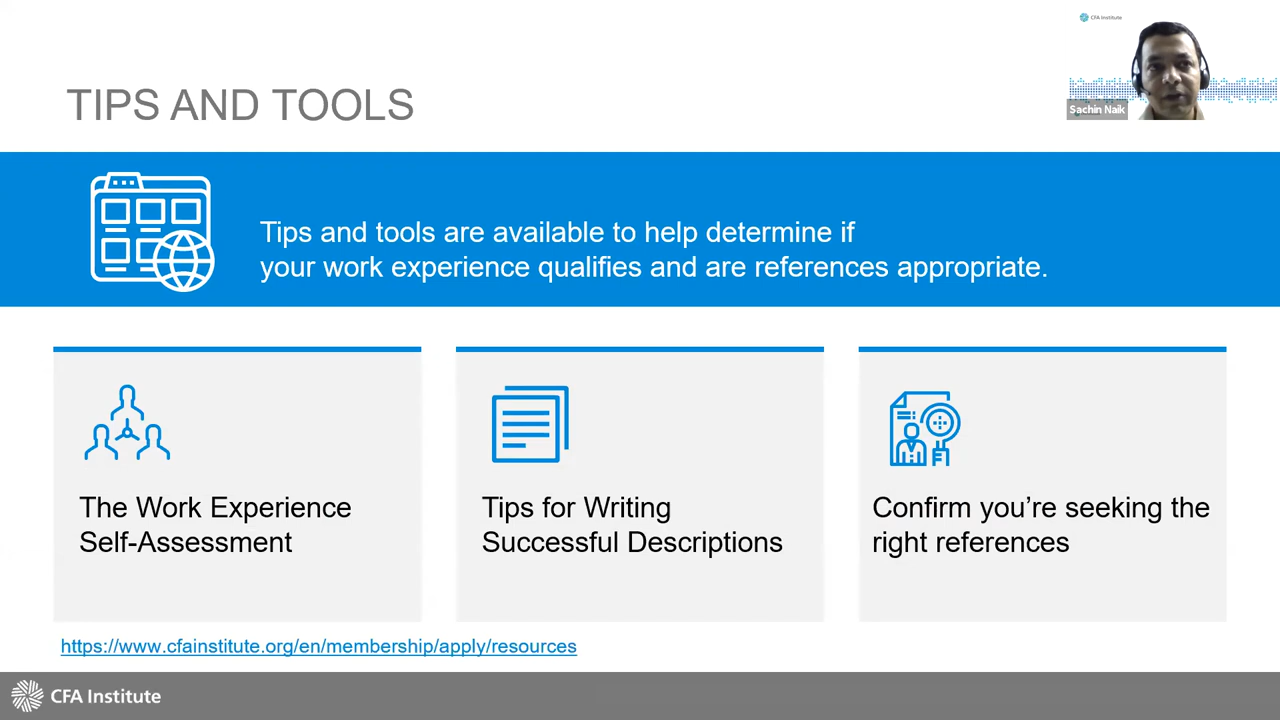 CFA Institute
TIPS AND TOOLS
Sachin Naik
Tips and tools are available to help determine if
your work experience qualifies and are references appropriate.
The Work Experience
Self-Assessment
Tips for Writing
Successful Descriptions
Confirm you’re seeking the
right references
https://www.cfainstitute.org/en/membership/apply/resources
CFA Institute